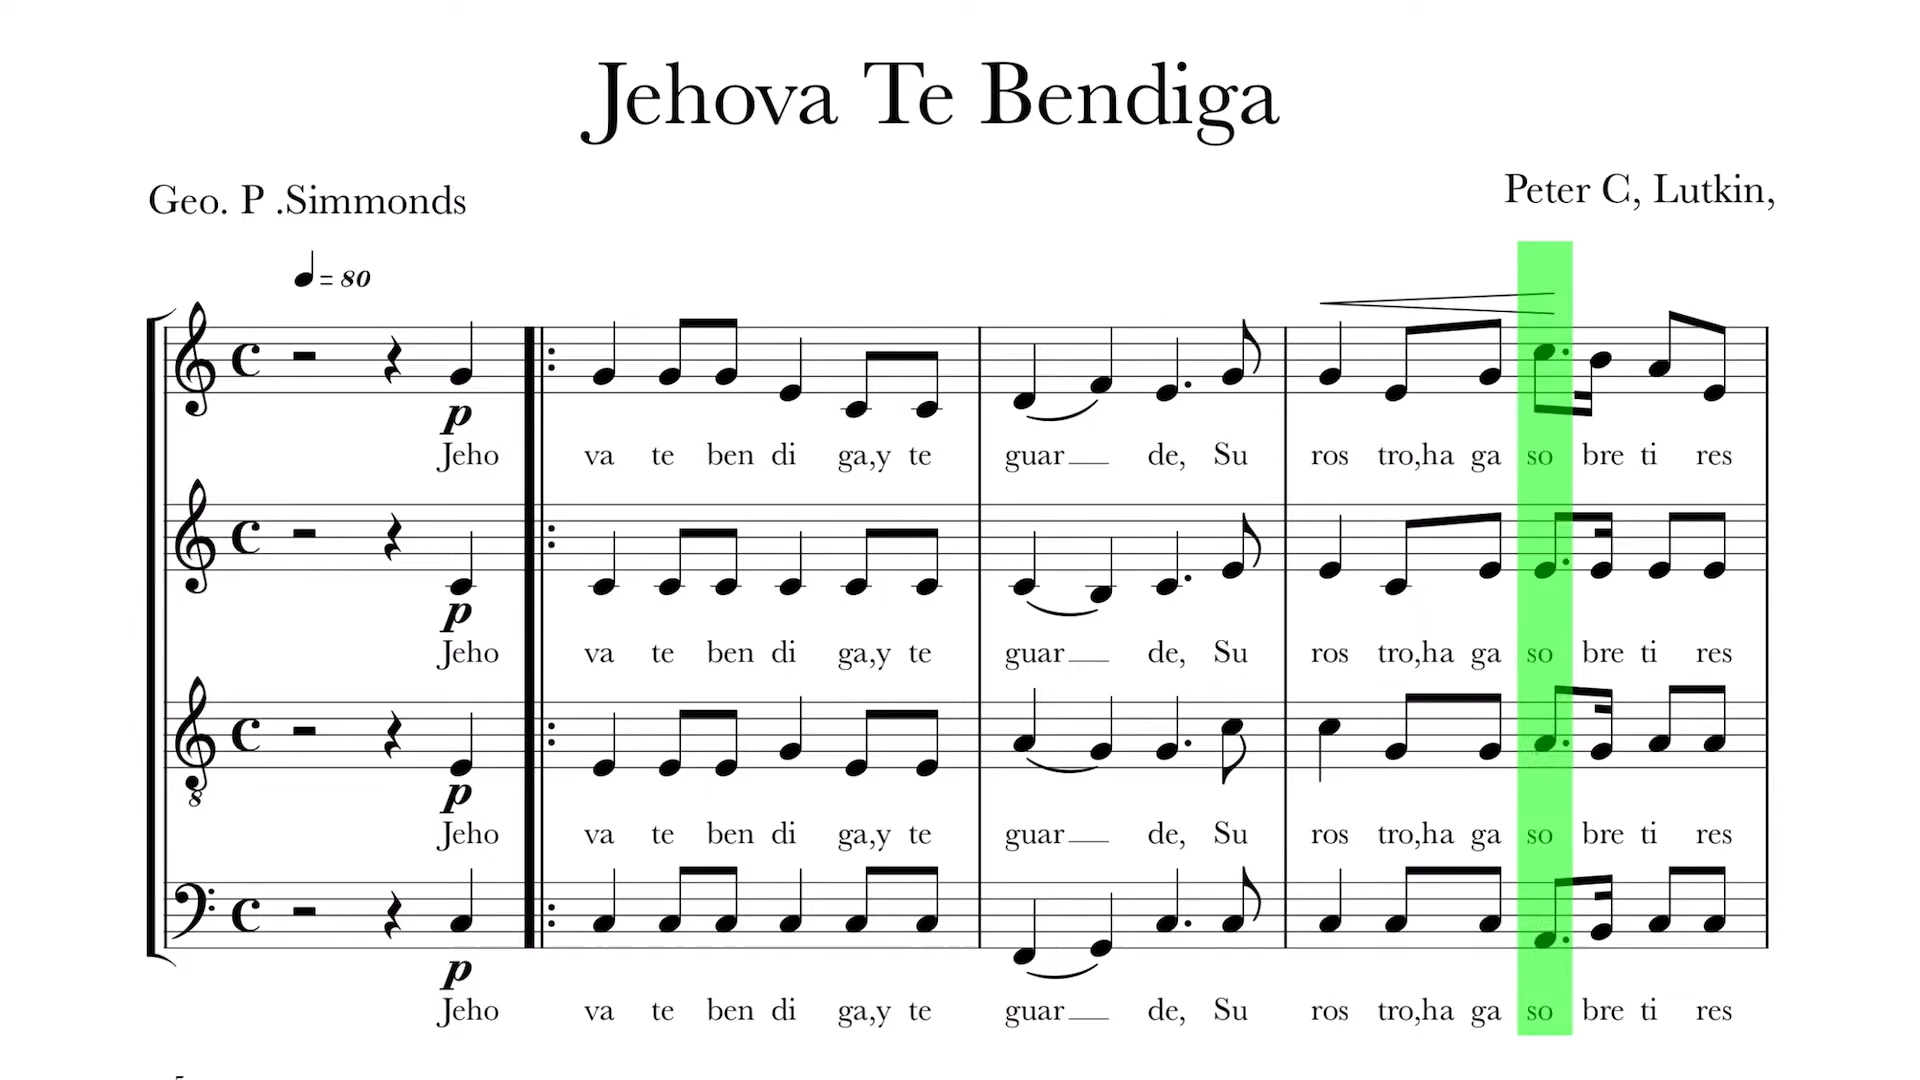 Jehova Te Bendiga
Geo. P .Simmonds
Peter C, Lutkin,
= 80
p
Jeho va te ben di ga,y te guar de, Su ros tro,ha ga so bre ti res
p
Jeho va te ben di ga,y te guar de, Su ros tro,ha ga so bre ti res
8
p
Jeho va te ben di ga,y te guar de, Su ros tro,ha ga so bre ti res
p
Jeho va te ben di ga,y te guar de, Su ros tro,ha ga so bre ti res